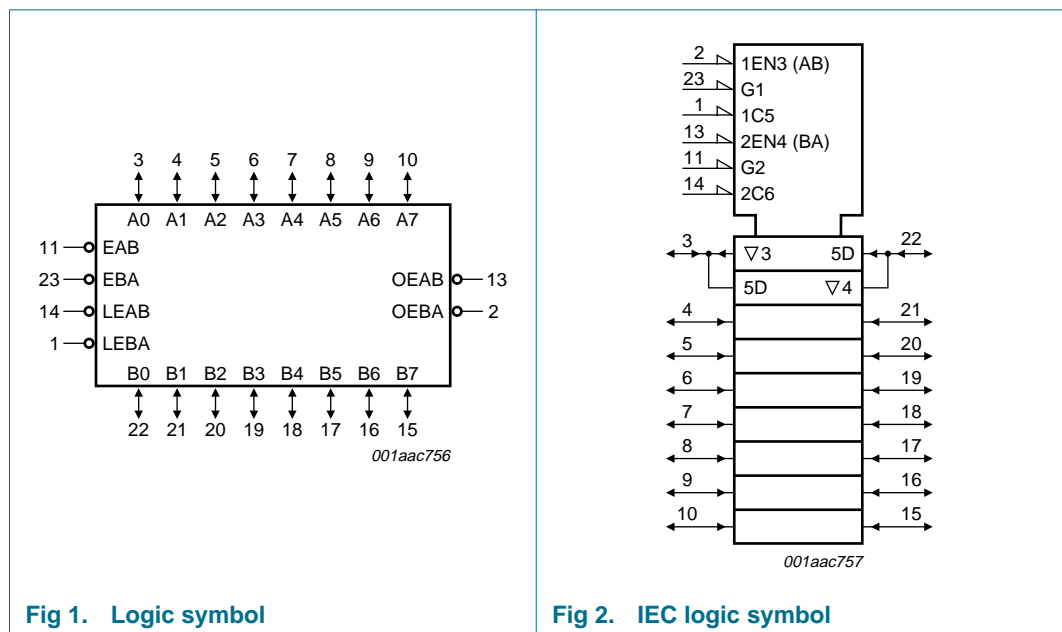 3 4 5 6 7 8 9 10
A0 A1 A2 A3 A4 A5 A6 A7
11 EAB
23 EBA OEAB 13
14 LEAB OEBA 2
1 LEBA
B0 B1 B2 B3 B4 B5 B6 B7
22 21 20 19 18 17 16 15
001aac756
Fig 1. Logic symbol
2 1EN3 (AB)
23 G1
1 1C5
13 2EN4 (BA)
11 G2
14 2C6
3 ▽3 5D 22
5D ▽4
4 21
5 20
6 19
7 18
8 17
9 16
10 15
001aac757
Fig 2. IEC logic symbol